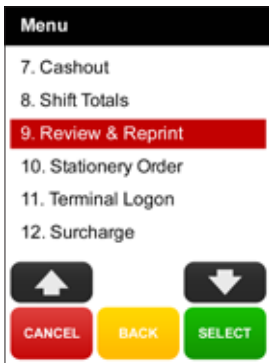 Menu
7. Cashout
8. Shift Totals
9. Review & Reprint
10. Stationery Order
11. Terminal Logon
12. Surcharge
CANCEL BACK SELECT